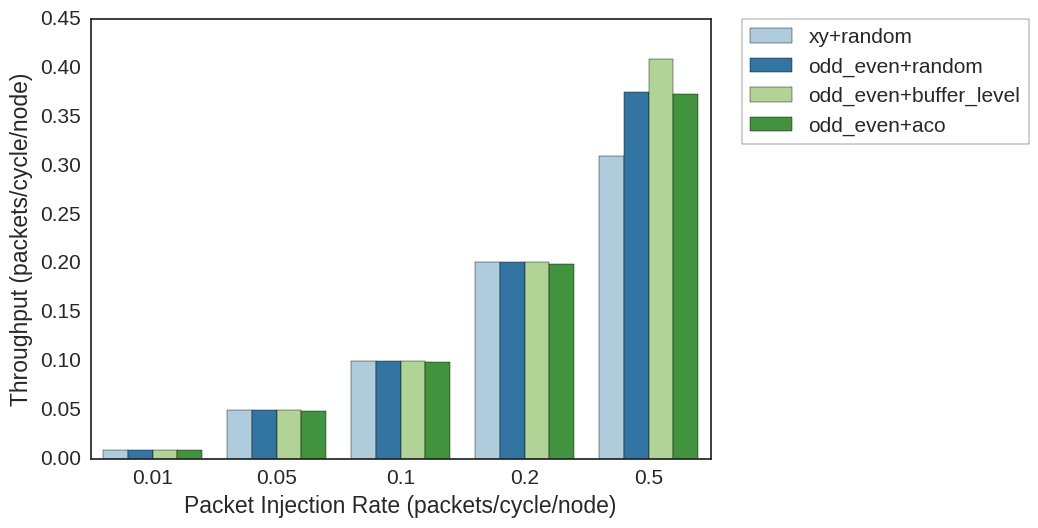 0.45
0.40
0.35
0.30
0.25
0.20
0.15
0.10
0.05
0.00
Throughput (packets/cycle/node)
0.01 0.05 0.1 0.2 0.5
Packet Injection Rate (packets/cycle/node)
xy+random
odd_even+random
odd_even+buffer_level
odd_even+aco